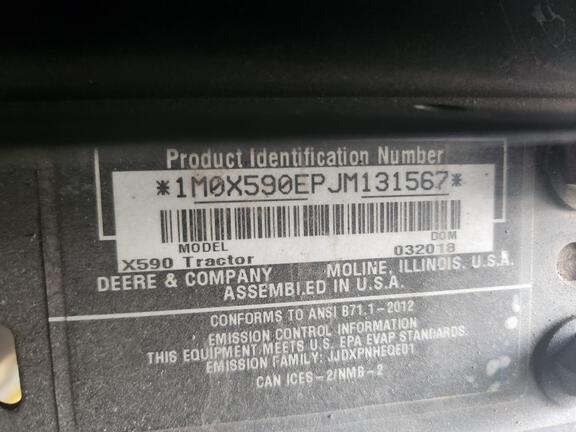 Product Identification Number
*1M0X590EPJM131567*
MODEL DOM
X590 Tractor 032018
DEERE & COMPANY MOLINE, ILLINOIS. U.S.A.
ASSEMBLED IN U.S.A.
CONFORMS TO ANSI B71.1-2012
EMISSION CONTROL INFORMATION
THIS EQUIPMENT MEETS U.S. EPA EVAP STANDARDS.
EMISSION FAMILY: JJDXPNHEQE01
CAN ICES-2/NMB-2